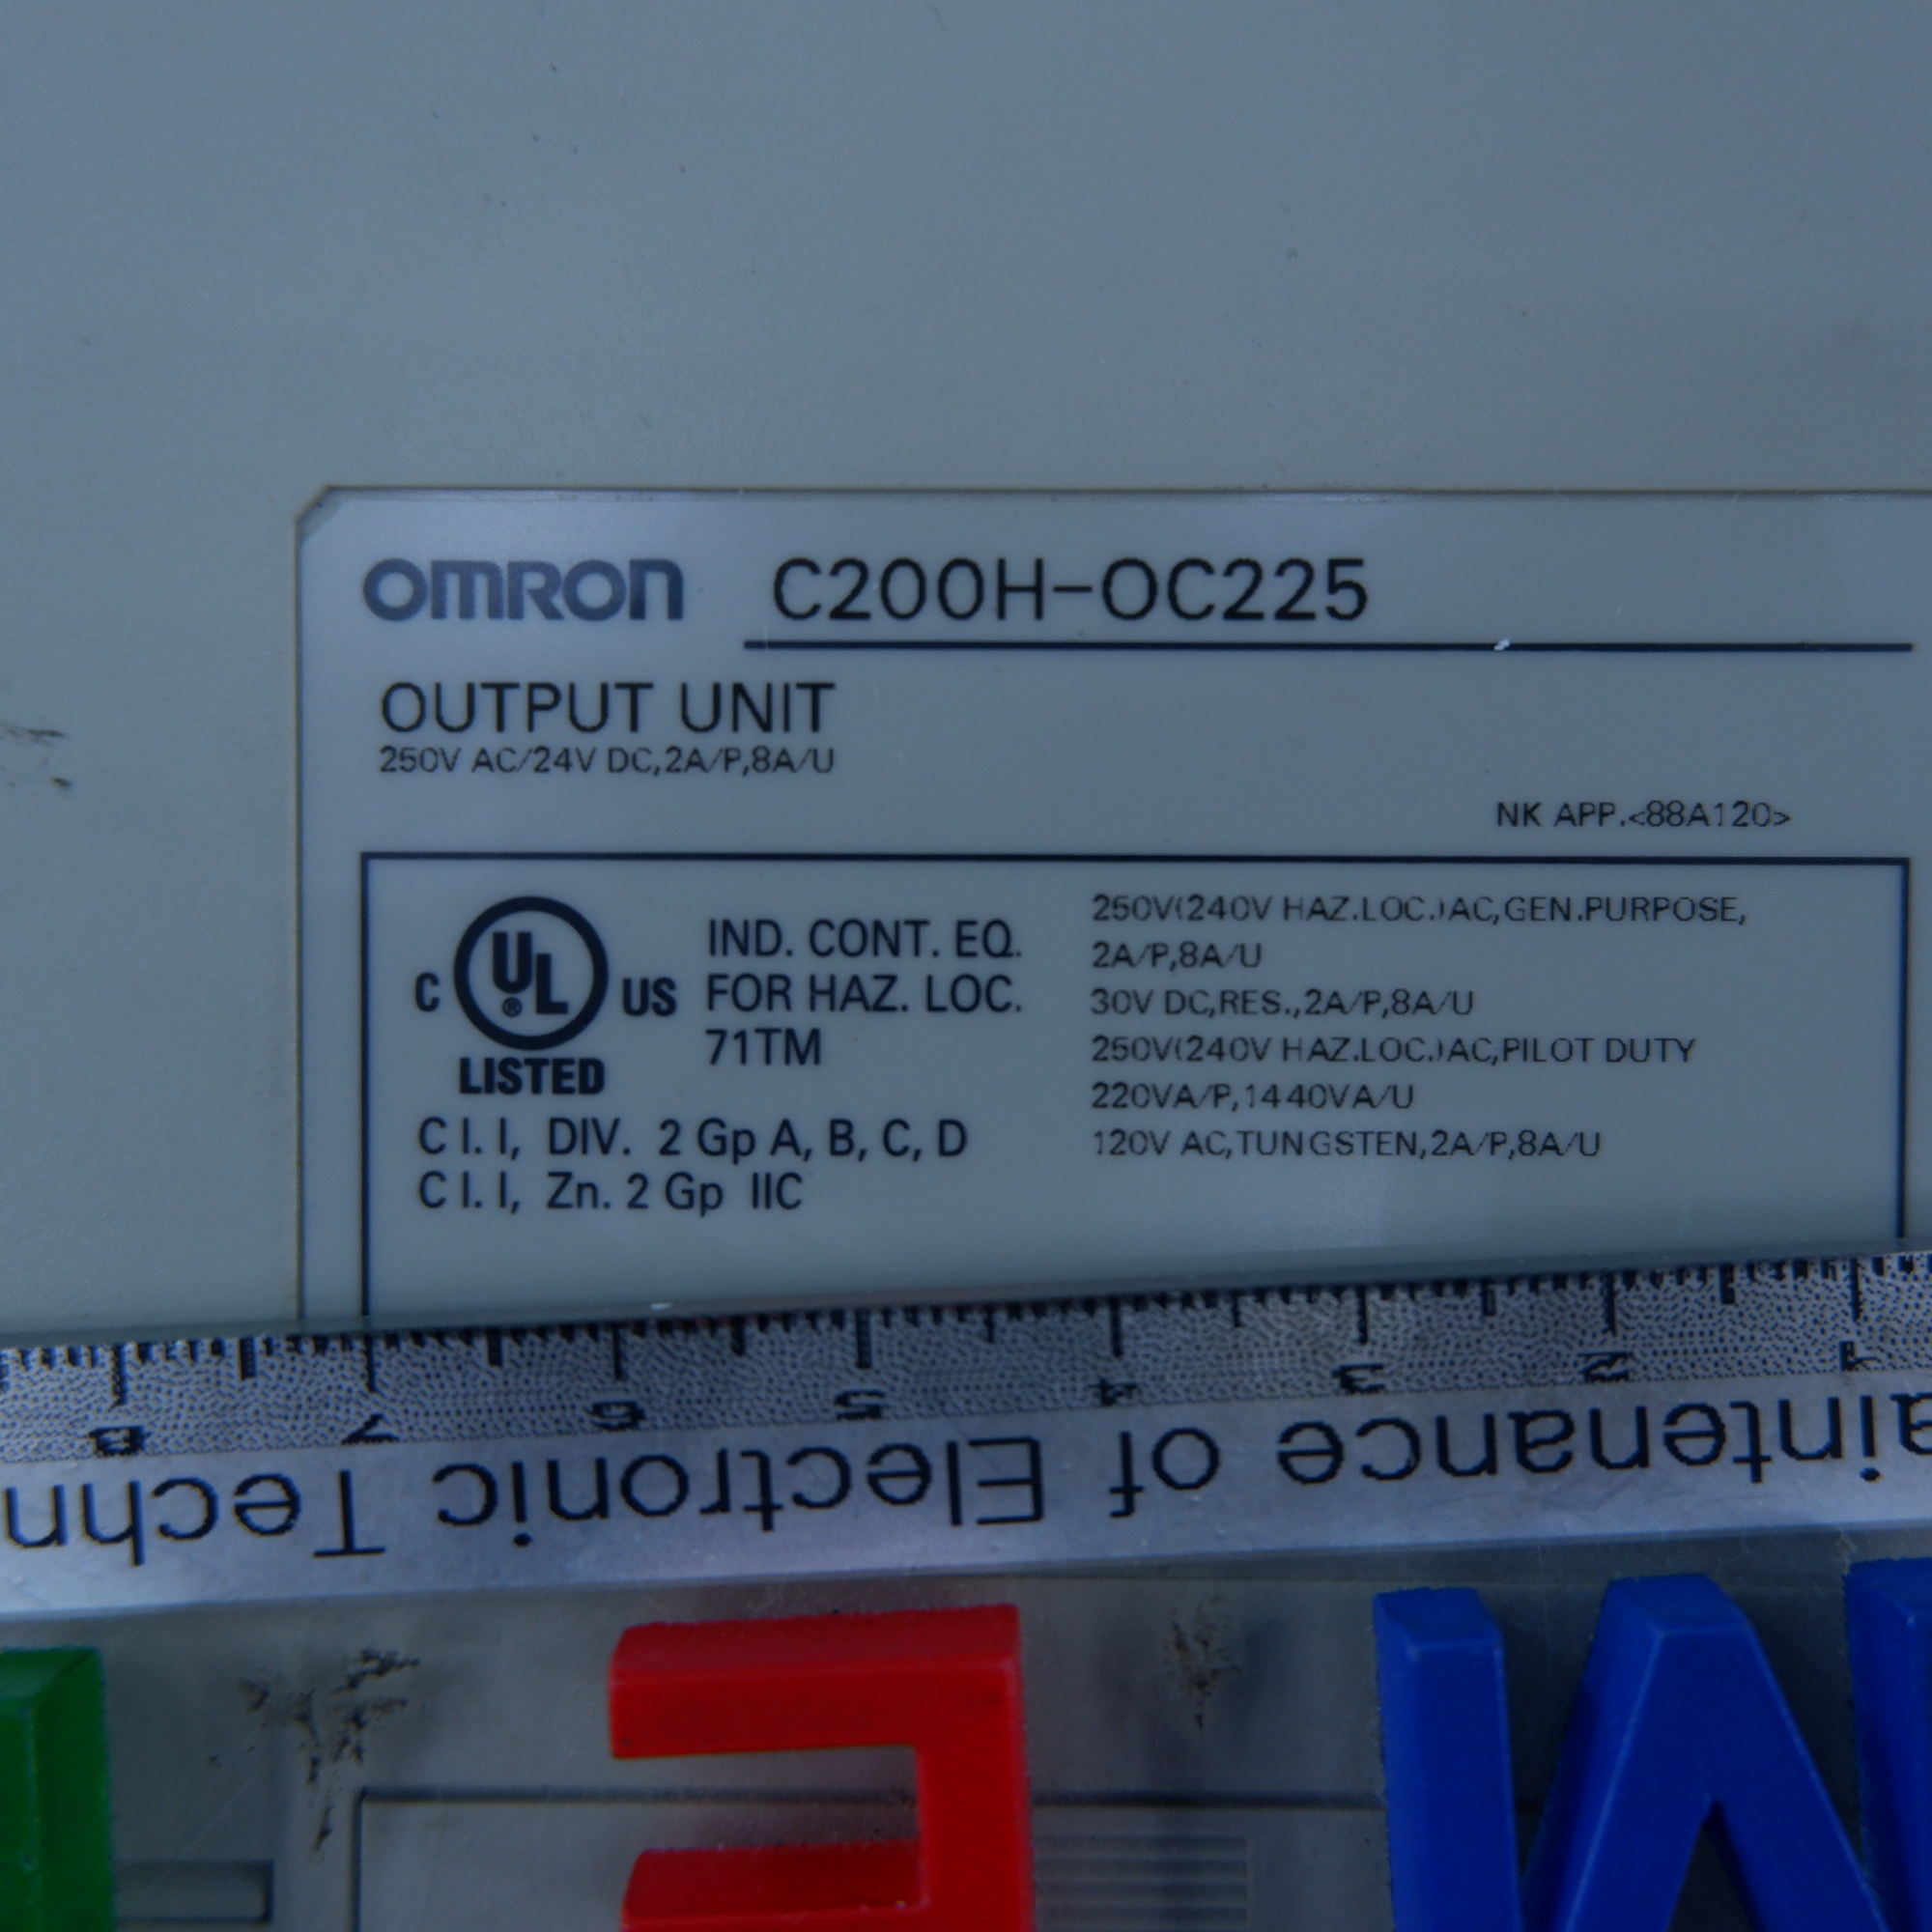 OMRON C200H-OC225
OUTPUT UNIT
250V AC/24V DC,2A/P,8A/U
NK APP.<88A120>
C UL® US
LISTED
IND. CONT. EQ.
FOR HAZ. LOC.
71TM
C I. I, DIV. 2 Gp A, B, C, D
C I. I, Zn. 2 Gp IIC
250V(240V HAZ.LOC.)AC,GEN.PURPOSE,
2A/P,8A/U
30V DC,RES.,2A/P,8A/U
250V(240V HAZ.LOC.)AC,PILOT DUTY
220VA/P,1440VA/U
120V AC,TUNGSTEN,2A/P,8A/U
8 7 6 5 4 3 2 1
aintenance of Electronic Techn
M E